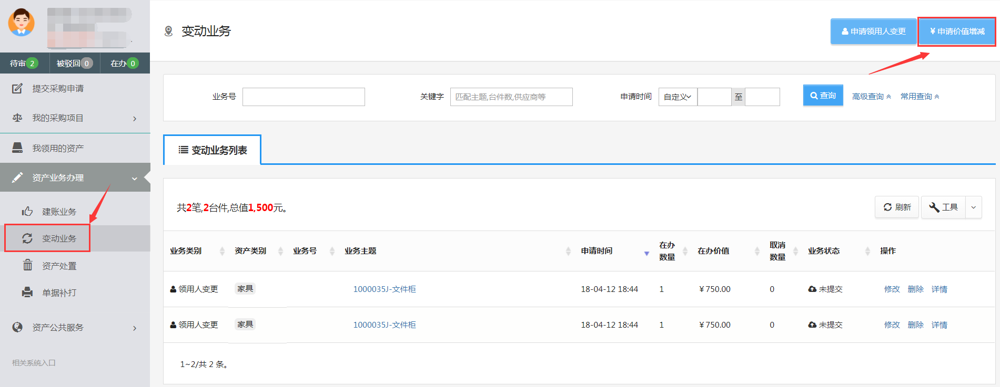 待审 2 被驳回 0 在办 0
提交采购申请
我的采购项目
我领用的资产
资产业务办理
建账业务
变动业务
资产处置
单据补打
资产公共服务
相关系统入口
变动业务
申请领用人变更 ¥ 申请价值增减
业务号 关键字 匹配主题,台件数,供应商等 申请时间 自定义 至 查询 高级查询 常用查询
变动业务列表
共2笔,2台件,总值1,500元。 刷新 工具
业务类别 资产类别 业务号 业务主题 申请时间 在办数量 在办价值 取消数量 业务状态 操作
领用人变更 家具 1000035J-文件柜 18-04-12 18:44 1 ￥750.00 0 未提交 修改 删除 详情
领用人变更 家具 1000035J-文件柜 18-04-12 18:44 1 ￥750.00 0 未提交 修改 删除 详情
1~2/共 2 条。